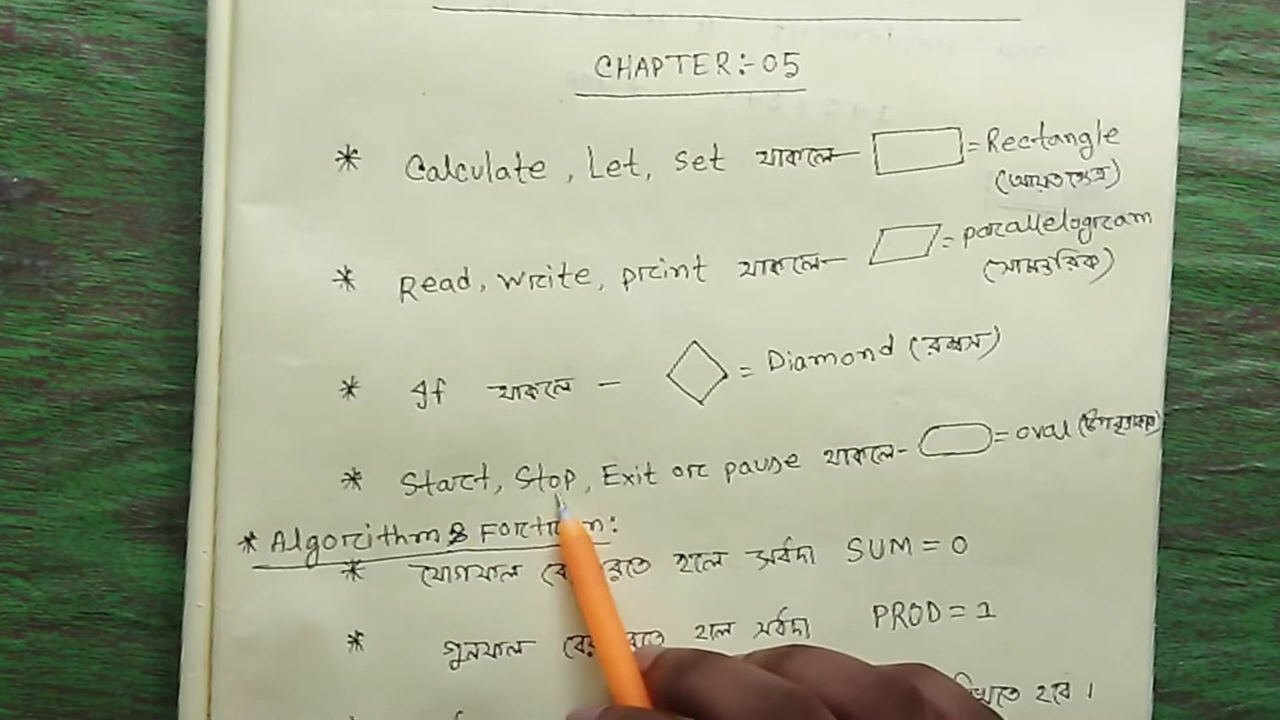 CHAPTER:- 05
* Calculate, Let, Set থাকলে— = Rectangle
(আয়তক্ষেত্র)
* Read, write, print থাকলে— = parallelogram
(সামন্তরিক)
* If থাকলে — = Diamond (রম্বস)
* Start, Stop, Exit or pause থাকলে- = oval
* Algorithm & Fortran:
* যোগফল হলে সর্বদা SUM = 0
* গুনফল হলে সর্বদা PROD = 1
হবে।